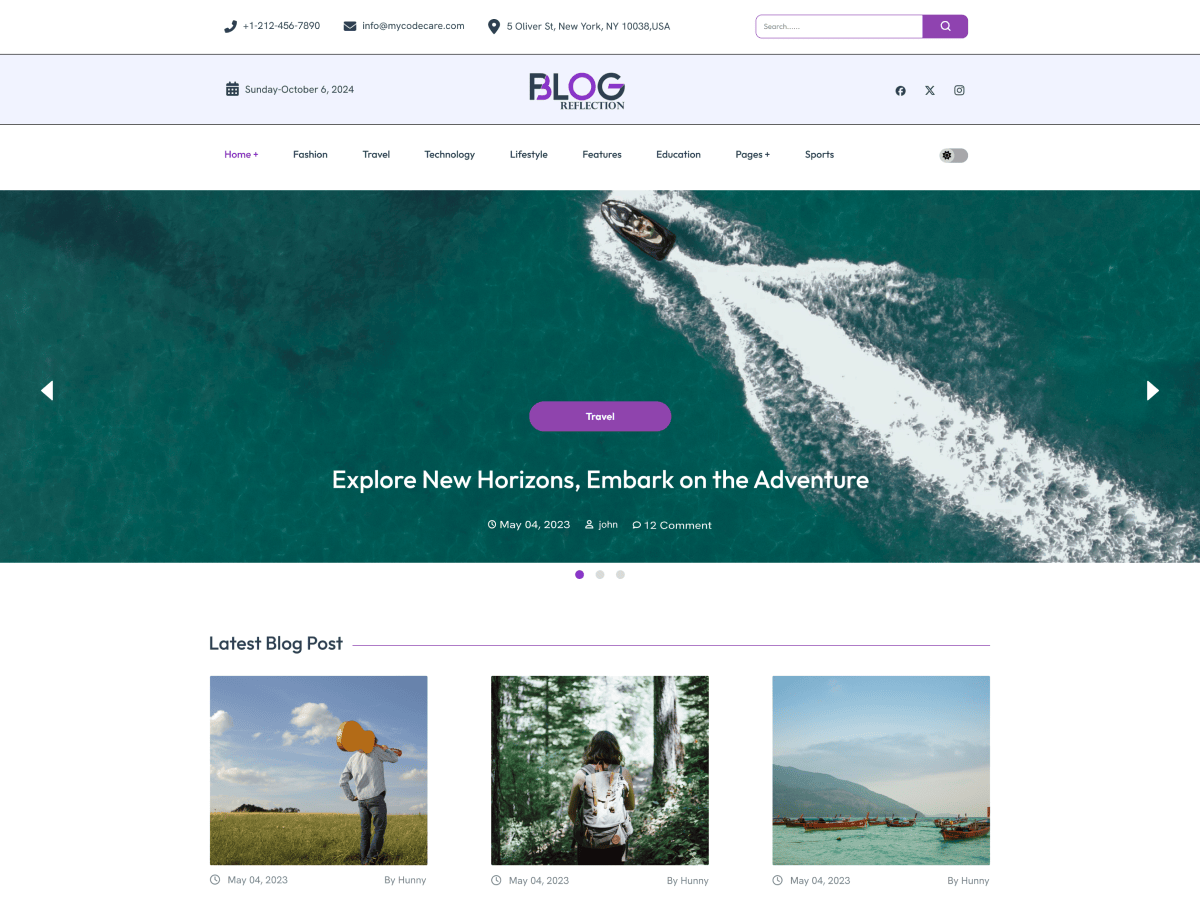 +1-212-456-7890 info@mycodecare.com 5 Oliver St, New York, NY 10038,USA Search......
Sunday-October 6, 2024 BLOG
REFLECTION
Home + Fashion Travel Technology Lifestyle Features Education Pages + Sports
Travel
Explore New Horizons, Embark on the Adventure
May 04, 2023 john 12 Comment
Latest Blog Post
May 04, 2023 By Hunny May 04, 2023 By Hunny May 04, 2023 By Hunny